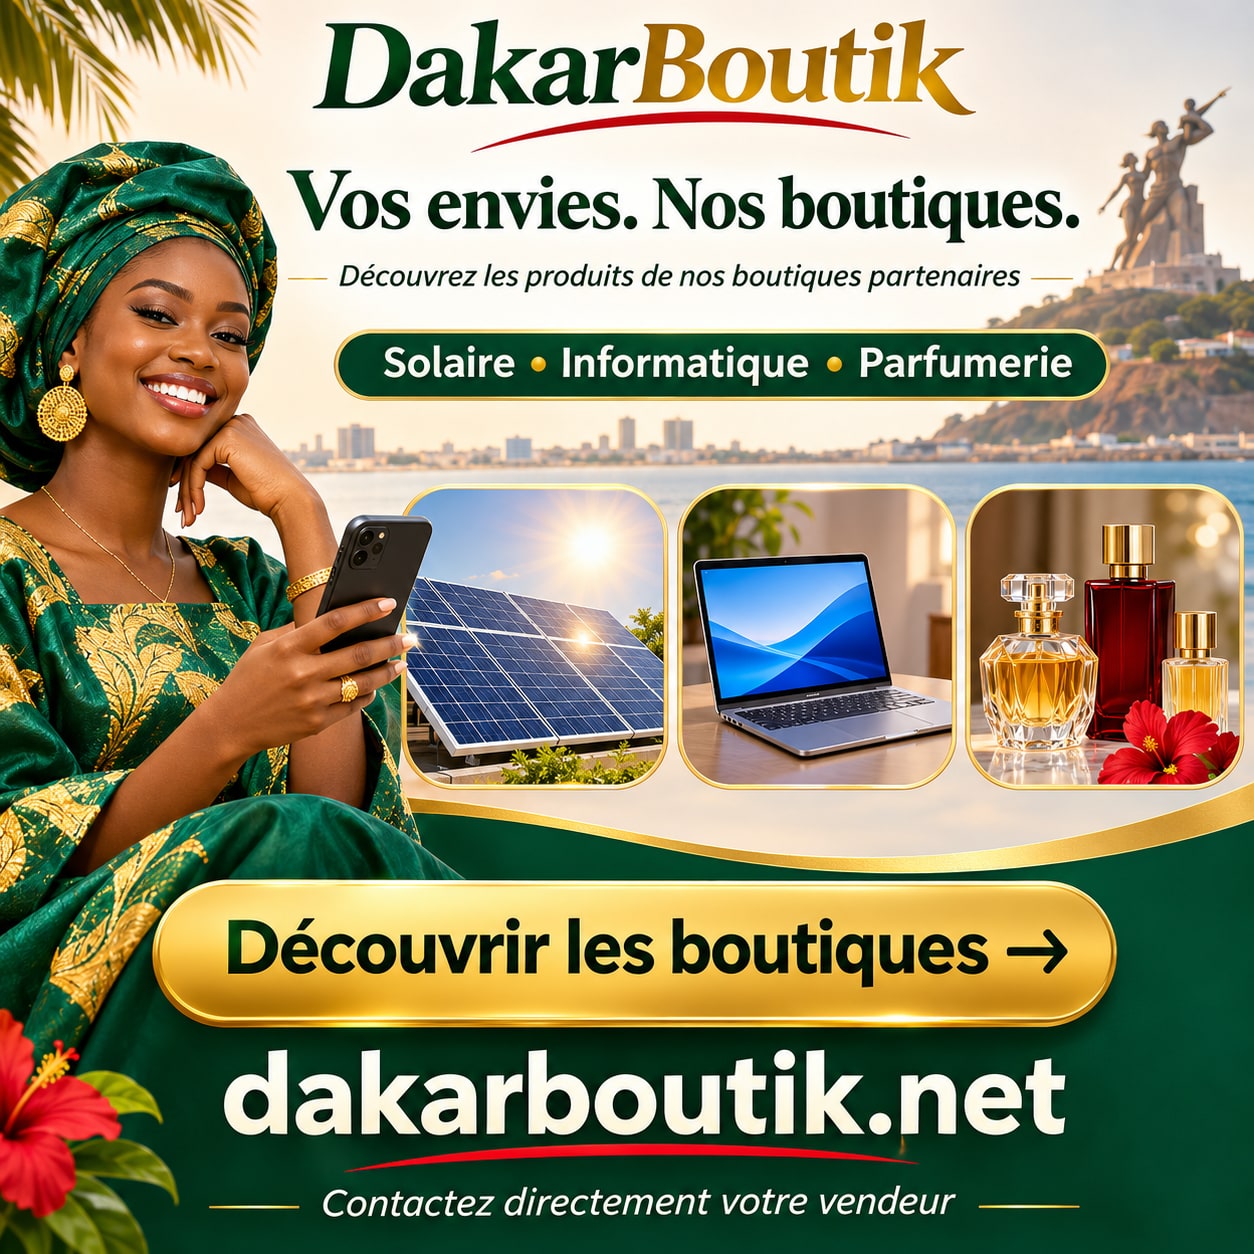 DakarBoutik
Vos envies. Nos boutiques.
Découvrez les produits de nos boutiques partenaires
Solaire • Informatique • Parfumerie
Découvrir les boutiques →
dakarboutik.net
Contactez directement votre vendeur